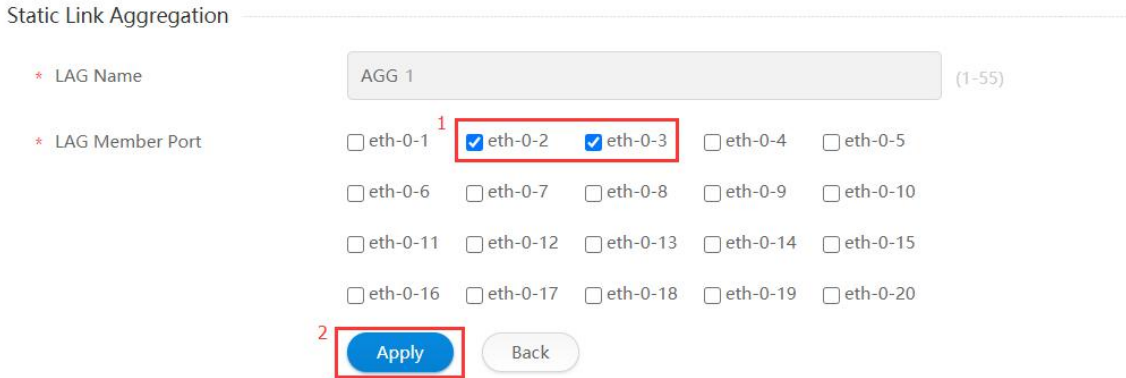 Static Link Aggregation
* LAG Name AGG 1 (1-55)
* LAG Member Port 1 eth-0-1 eth-0-2 eth-0-3 eth-0-4 eth-0-5
eth-0-6 eth-0-7 eth-0-8 eth-0-9 eth-0-10
eth-0-11 eth-0-12 eth-0-13 eth-0-14 eth-0-15
eth-0-16 eth-0-17 eth-0-18 eth-0-19 eth-0-20
2 Apply Back